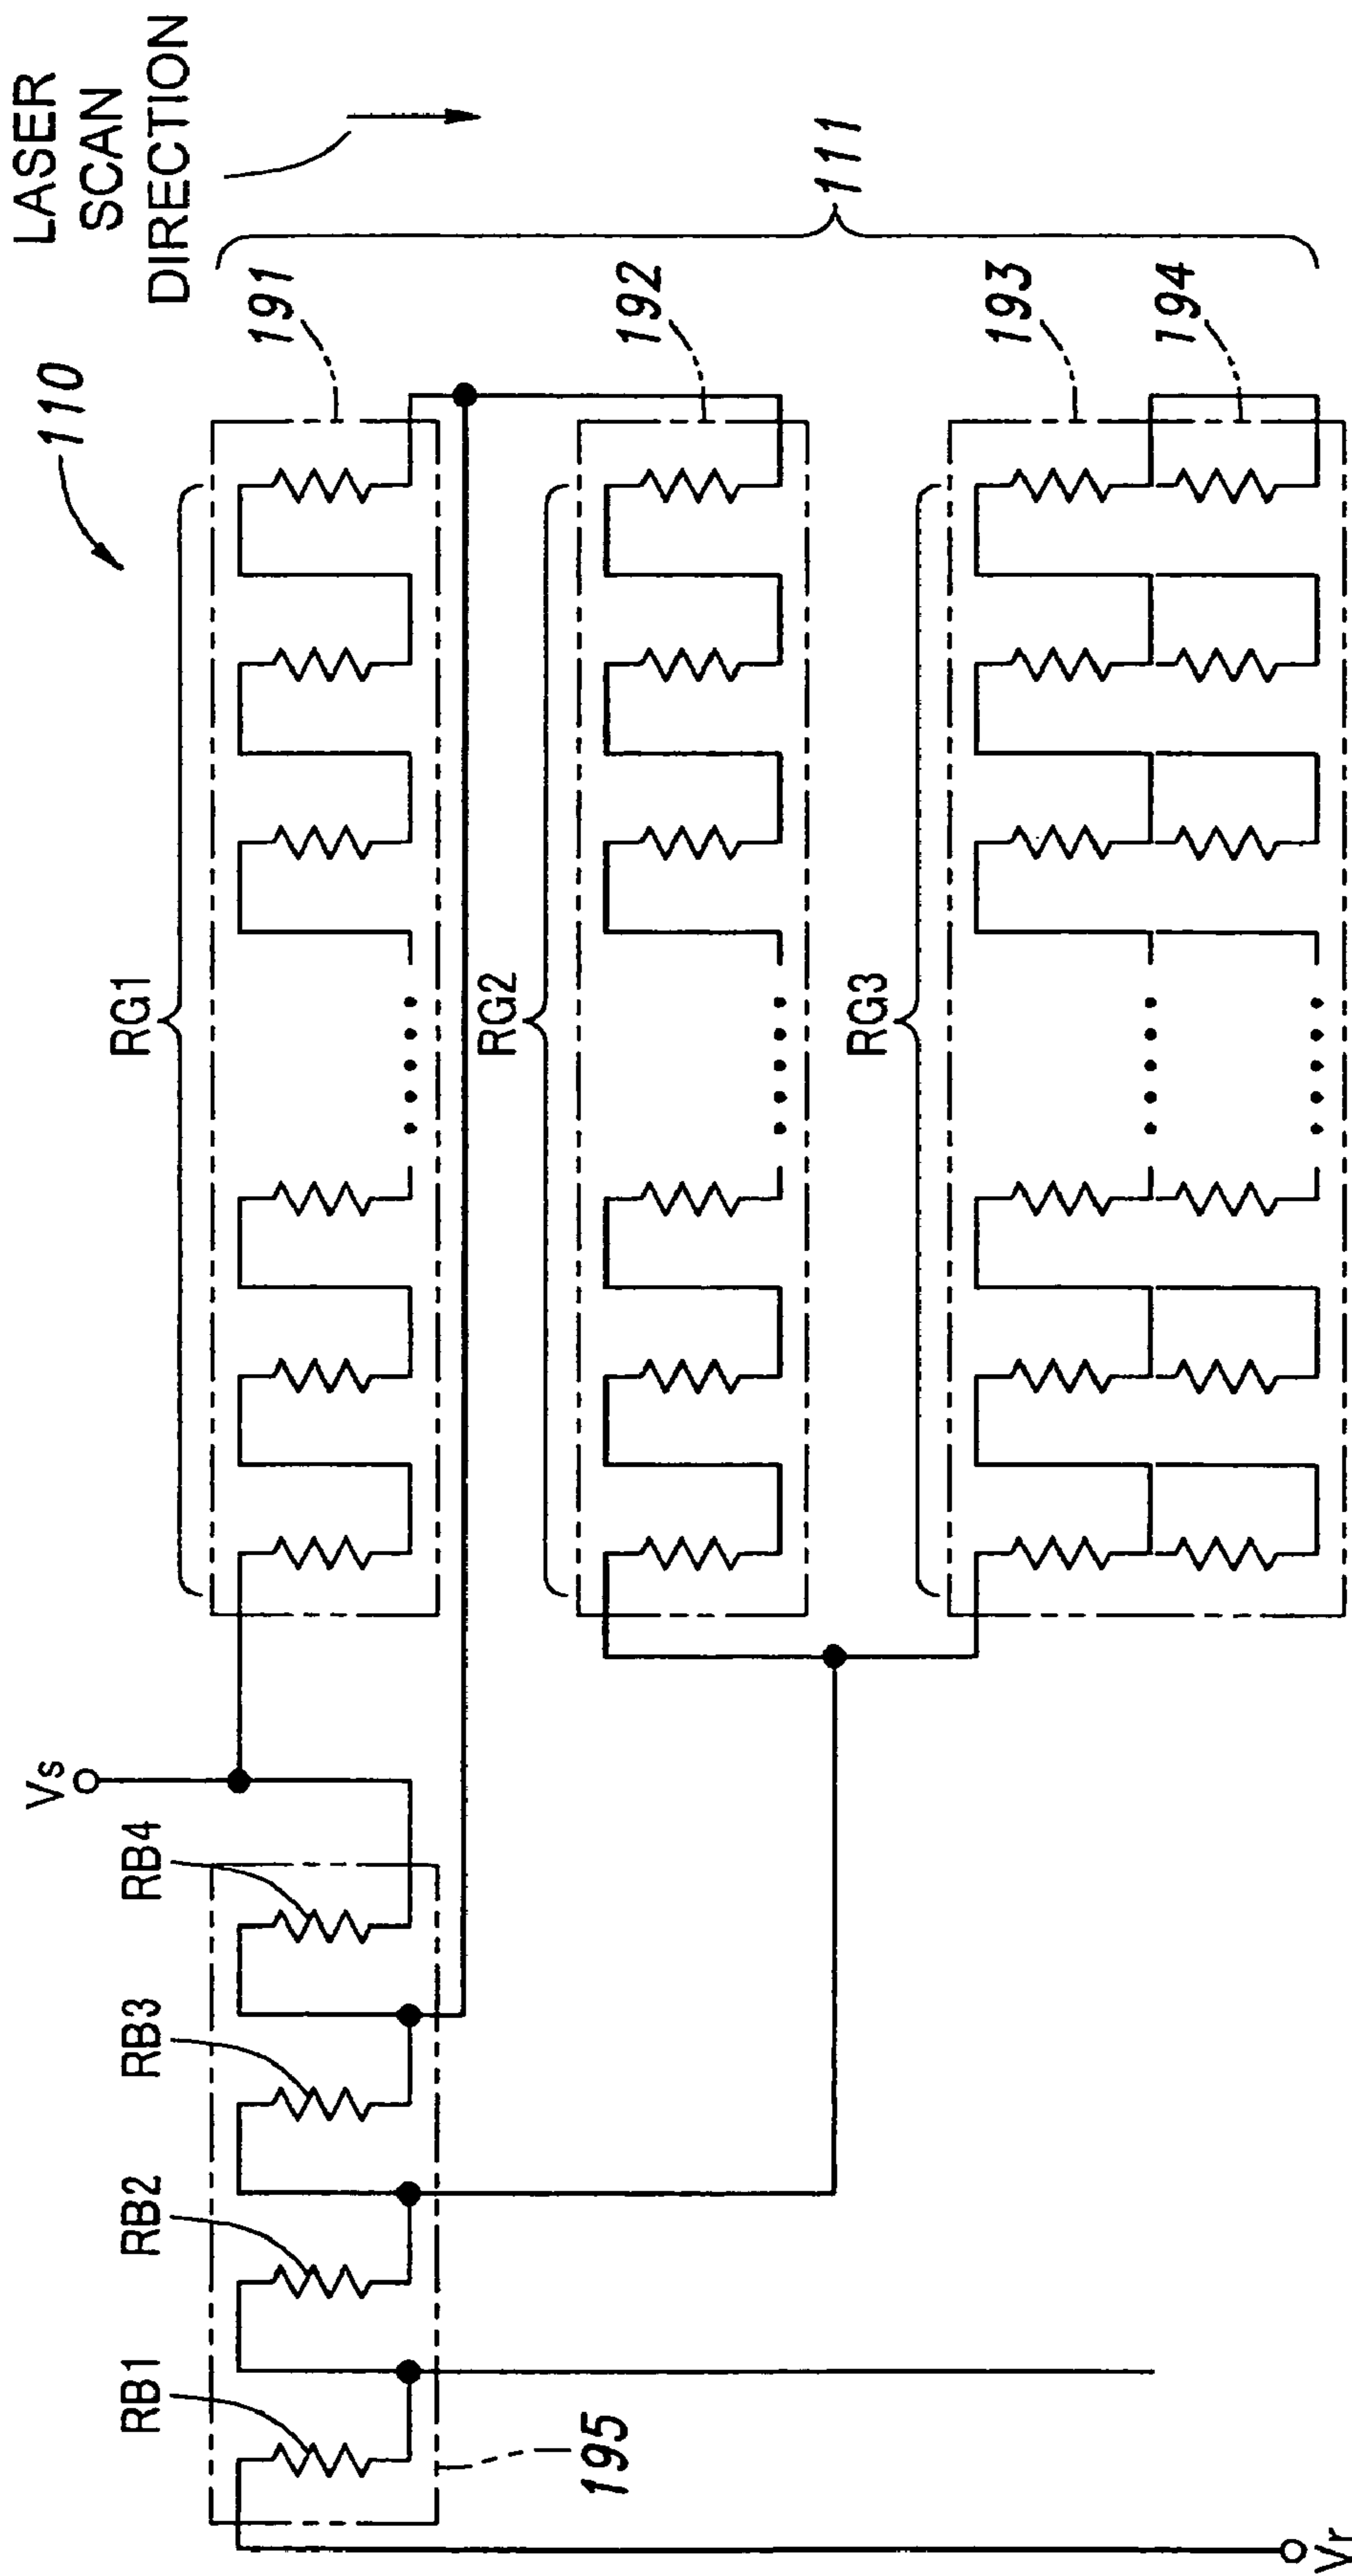 LASER
SCAN
DIRECTION
110
191
192
193
194
111
RG1
RG2
RG3
Vs
RB4
RB3
RB2
RB1
195
Vr